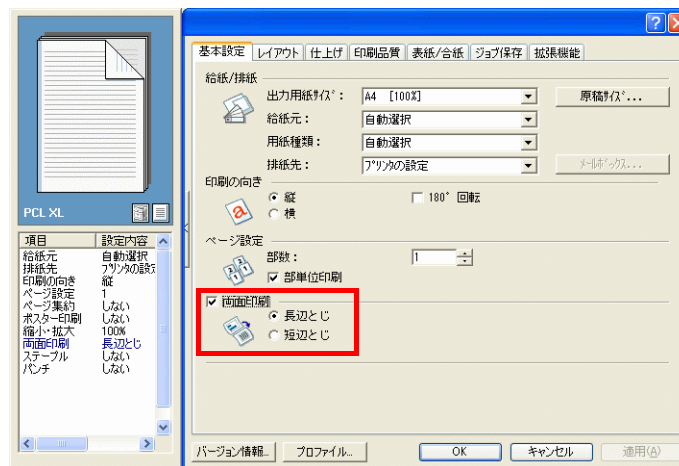 PCL XL
項目 設定内容
給紙元 自動選択
排紙先 プリンタの設定
印刷の向き 縦
ページ設定 1
ページ集約 しない
ポスター印刷 しない
縮小・拡大 100%
両面印刷 長辺とじ
ステープル しない
パンチ しない
基本設定 レイアウト 仕上げ 印刷品質 表紙/合紙 ジョブ保存 拡張機能
給紙/排紙
出力用紙サイズ: A4 [100%] 原稿サイズ...
給紙元: 自動選択
用紙種類: 自動選択
排紙先: プリンタの設定 メールボックス...
印刷の向き
縦 180° 回転
横
ページ設定
部数: 1
部単位印刷
両面印刷
長辺とじ
短辺とじ
バージョン情報... プロファイル... OK キャンセル 適用(A)